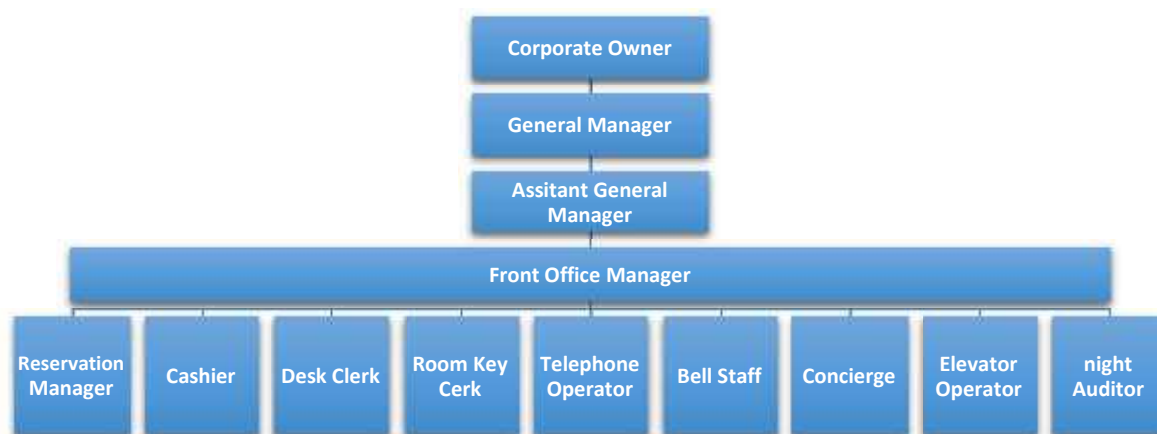 Corporate Owner
General Manager
Assitant General
Manager
Front Office Manager
Reservation
Manager
Cashier
Desk Clerk
Room Key
Cerk
Telephone
Operator
Bell Staff
Concierge
Elevator
Operator
night
Auditor